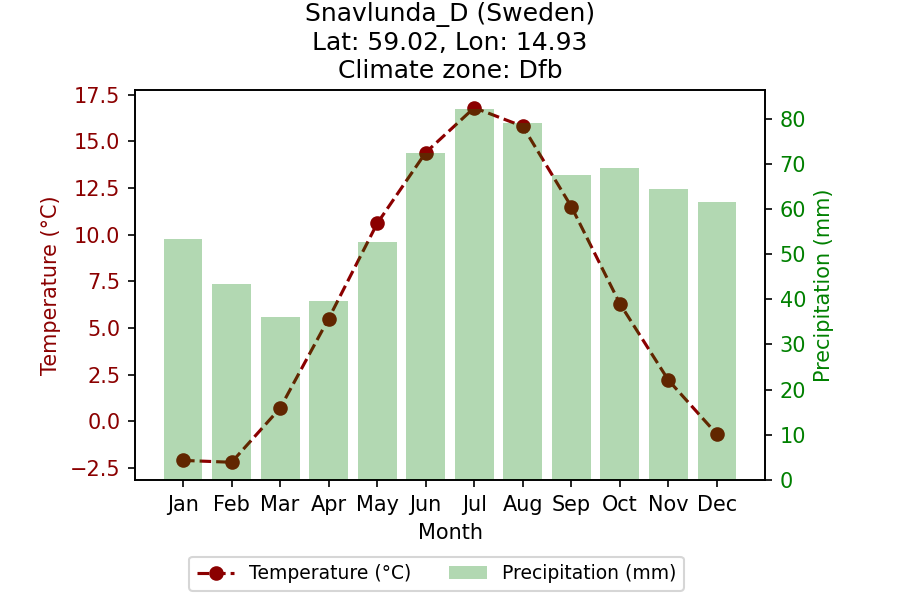 Snavlunda_D (Sweden)
Lat: 59.02, Lon: 14.93
Climate zone: Dfb
17.5
15.0
12.5
10.0
7.5
5.0
2.5
0.0
−2.5
Temperature (°C)
80
70
60
50
40
30
20
10
0
Precipitation (mm)
Jan Feb Mar Apr May Jun Jul Aug Sep Oct Nov Dec
Month
Temperature (°C) Precipitation (mm)